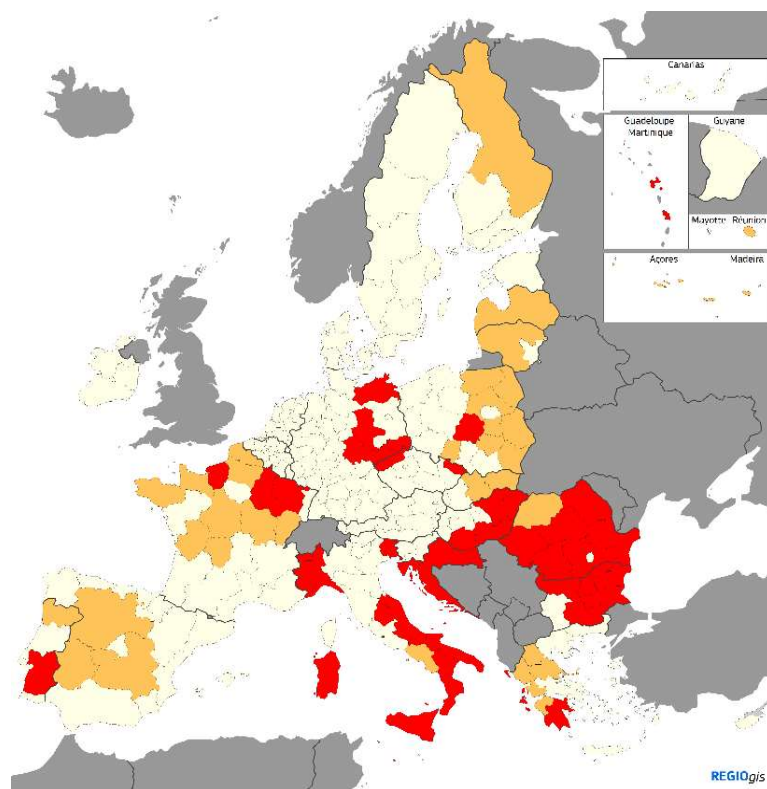 Canarias
Guadeloupe
Martinique
Guyane
Mayotte
Réunion
Açores
Madeira
REGIOgis